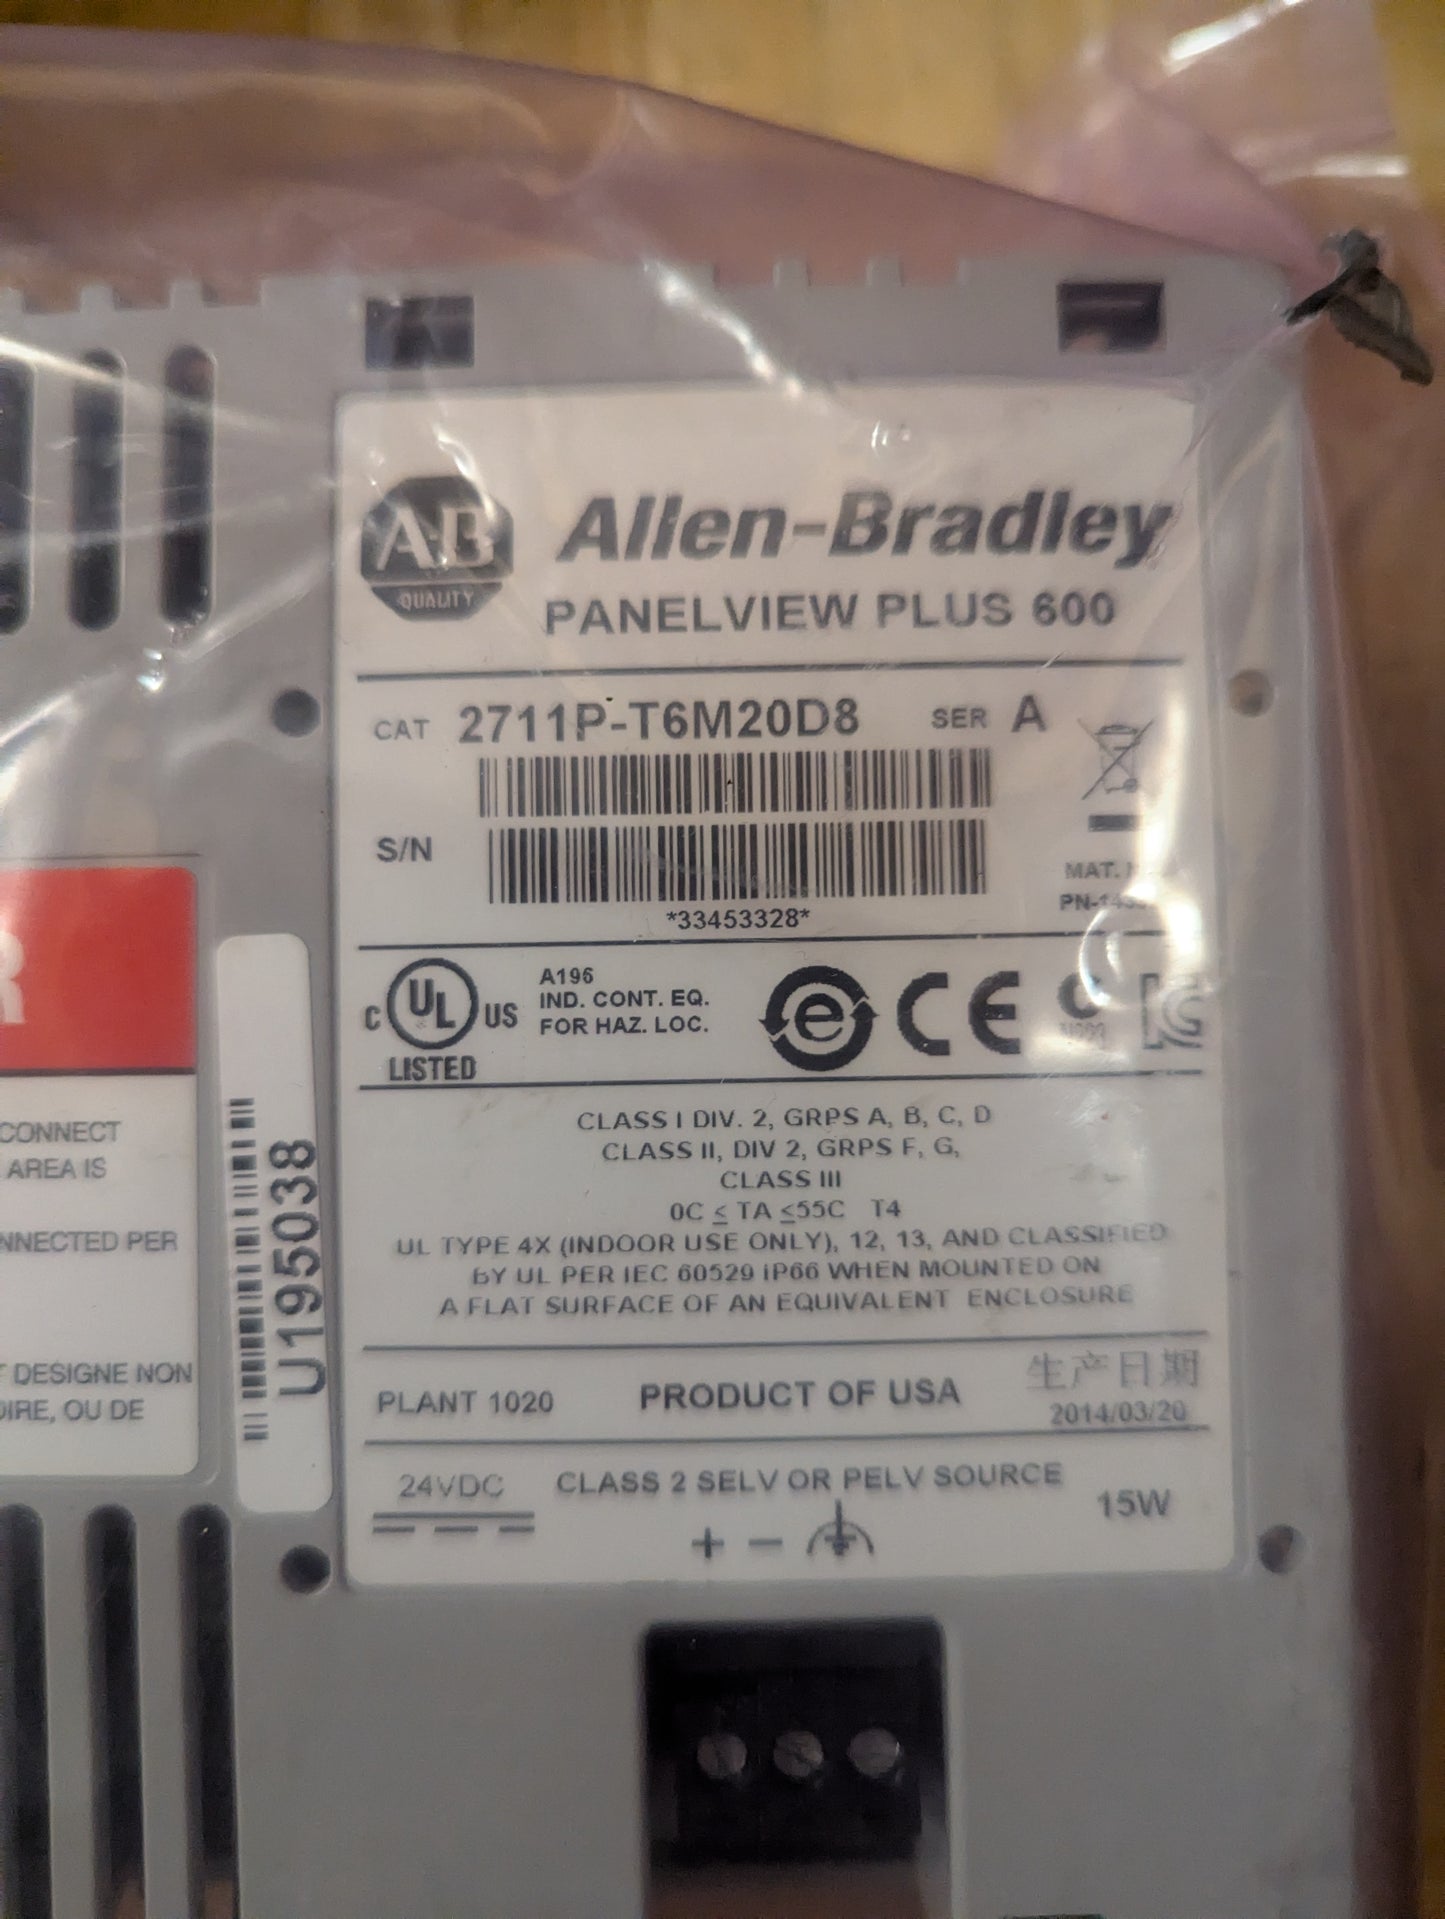 A·B
QUALITY
Allen-Bradley
PANELVIEW PLUS 600
CAT 2711P-T6M20D8 SER A
S/N
*33453328*
MAT.
C UL US
LISTED
A196
IND. CONT. EQ.
FOR HAZ. LOC.
e CE
CLASS I DIV. 2, GRPS A, B, C, D
CLASS II, DIV 2, GRPS F, G,
CLASS III
0C ≤ TA ≤55C T4
UL TYPE 4X (INDOOR USE ONLY), 12, 13, AND CLASSIFIED
BY UL PER IEC 60529 IP66 WHEN MOUNTED ON
A FLAT SURFACE OF AN EQUIVALENT ENCLOSURE
PLANT 1020 PRODUCT OF USA 生产日期
2014/03/20
24VDC CLASS 2 SELV OR PELV SOURCE 15W
+ −
U195038
R
CONNECT
AREA IS
PER
DESIGNE NON
OU DE